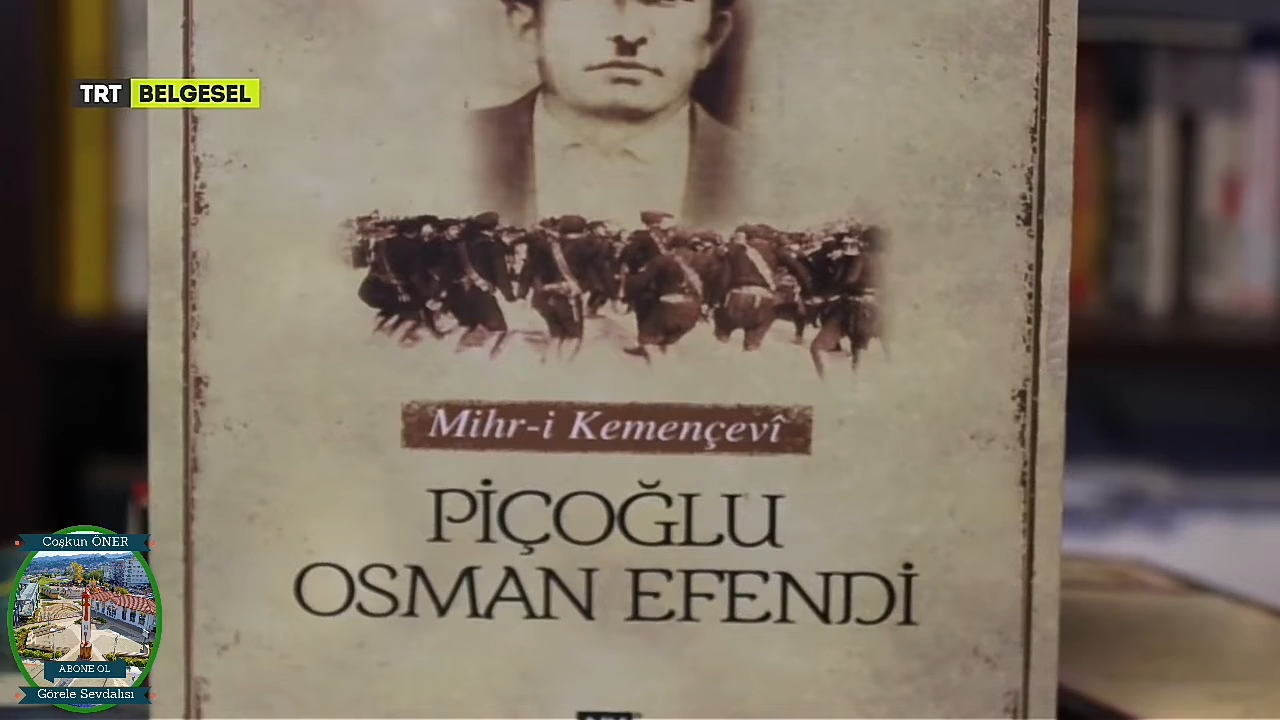 TRT BELGESEL
Mihr-i Kemençevî
PİÇOĞLU
OSMAN EFENDİ
Coşkun ÖNER
ABONE OL
Görele Sevdalısı